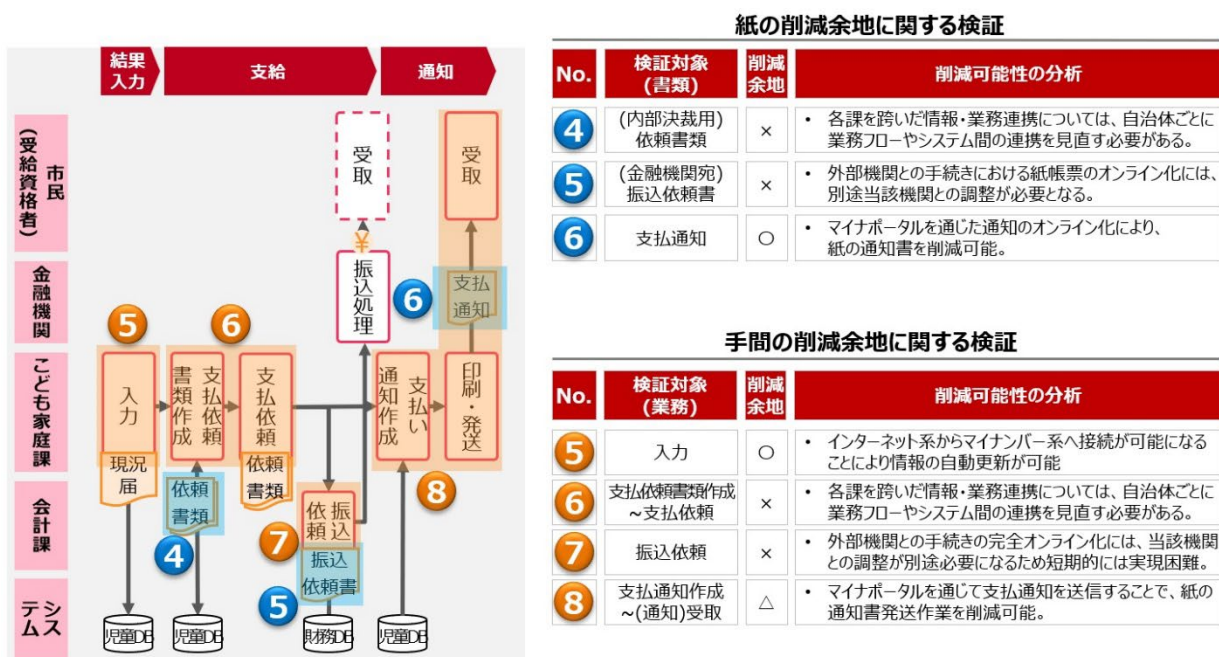 結果
入力
支給
通知
市民
(受給資格者)
金融機関
こども家庭課
会計課
システム
受取
受取
¥
振込処理
6
支払
通知
5
6
入力
支払依頼
書類作成
支払依頼
支払い
通知作成
印刷・発送
現況
届
依頼
書類
依頼
書類
8
4
7
振込
依頼
振込
依頼書
5
児童DB
児童DB
財務DB
児童DB
紙の削減余地に関する検証
No.
検証対象
(書類)
削減
余地
削減可能性の分析
4
(内部決裁用)
依頼書類
×
• 各課を跨いだ情報・業務連携については、自治体ごとに
業務フローやシステム間の連携を見直す必要がある。
5
(金融機関宛)
振込依頼書
×
• 外部機関との手続きにおける紙帳票のオンライン化には、
別途当該機関との調整が必要となる。
6
支払通知
○
• マイナポータルを通じた通知のオンライン化により、
紙の通知書を削減可能。
手間の削減余地に関する検証
No.
検証対象
(業務)
削減
余地
削減可能性の分析
5
入力
○
• インターネット系からマイナンバー系へ接続が可能になる
ことにより情報の自動更新が可能
6
支払依頼書類作成
~支払依頼
×
• 各課を跨いだ情報・業務連携については、自治体ごとに
業務フローやシステム間の連携を見直す必要がある。
7
振込依頼
×
• 外部機関との手続きの完全オンライン化には、当該機関
との調整が別途必要になるため短期的には実現困難。
8
支払通知作成
~(通知)受取
△
• マイナポータルを通じて支払通知を送信することで、紙の
通知書発送作業を削減可能。